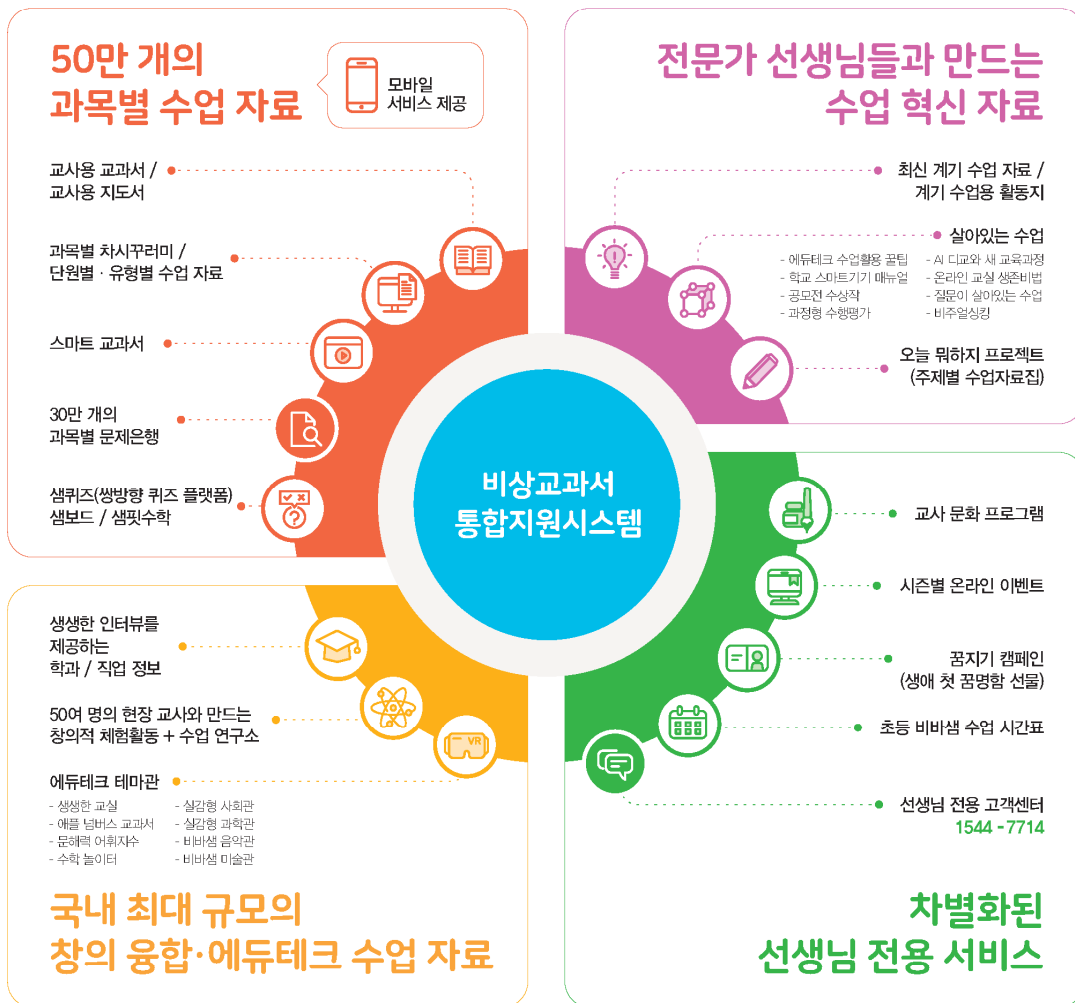 50만 개의
과목별 수업 자료
모바일
서비스 제공
교사용 교과서 /
교사용 지도서
과목별 차시꾸러미 /
단원별 · 유형별 수업 자료
스마트 교과서
30만 개의
과목별 문제은행
샘퀴즈(쌍방향 퀴즈 플랫폼)
샘보드 / 샘핏수학
전문가 선생님들과 만드는
수업 혁신 자료
최신 계기 수업 자료 /
계기 수업용 활동지
살아있는 수업
- 에듀테크 수업활용 꿀팁
- 학교 스마트기기 매뉴얼
- 공모전 수상작
- 과정형 수행평가
- AI 디교와 새 교육과정
- 온라인 교실 생존비법
- 질문이 살아있는 수업
- 비주얼싱킹
오늘 뭐하지 프로젝트
(주제별 수업자료집)
비상교과서
통합지원시스템
생생한 인터뷰를
제공하는
학과 / 직업 정보
50여 명의 현장 교사와 만드는
창의적 체험활동 + 수업 연구소
에듀테크 테마관
- 생생한 교실
- 애플 넘버스 교과서
- 문해력 어휘지수
- 수학 놀이터
- 실감형 사회관
- 실감형 과학관
- 비바샘 음악관
- 비바샘 미술관
VR
국내 최대 규모의
창의 융합·에듀테크 수업 자료
교사 문화 프로그램
시즌별 온라인 이벤트
꿈지기 캠페인
(생애 첫 꿈명함 선물)
초등 비바샘 수업 시간표
선생님 전용 고객센터
1544 - 7714
차별화된
선생님 전용 서비스